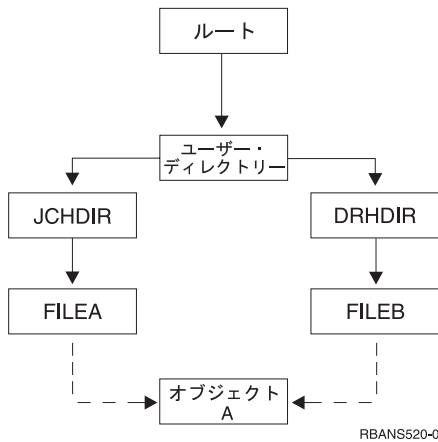 ルート
ユーザー・
ディレクトリー
JCHDIR
DRHDIR
FILEA
FILEB
オブジェクト
A
RBANS520-0